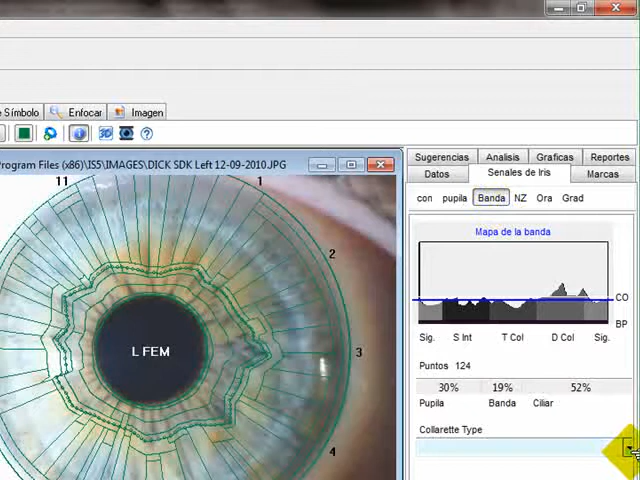 e Símbolo Enfocar Imagen
rogram Files (x86)\IS5\IMAGES\DICK SDK Left 12-09-2010.JPG
11
1
2
3
4
L FEM
Sugerencias Analisis Graficas Reportes
Datos Senales de Iris Marcas
con pupila Banda NZ Ora Grad
Mapa de la banda
CO
BP
Sig. S Int T Col D Col Sig.
Puntos 124
30% 19% 52%
Pupila Banda Ciliar
Collarette Type